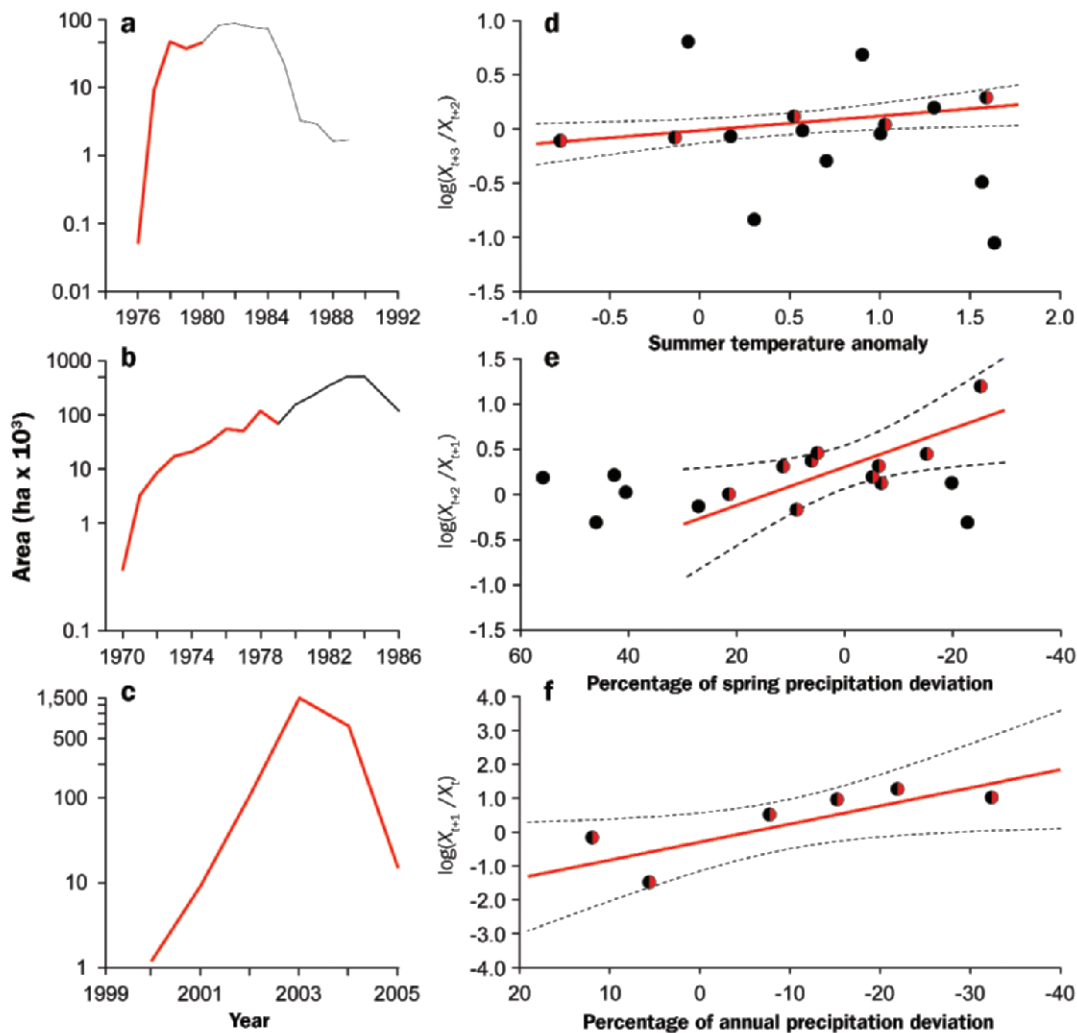 a
100
10
1
0.1
0.01
1976 1980 1984 1988 1992
d
log(Xt+3 /Xt+2)
1.0
0.5
0
-0.5
-1.0
-1.5
-1.0 -0.5 0 0.5 1.0 1.5 2.0
Summer temperature anomaly
b
Area (ha x 10³)
1000
100
10
1
0.1
1970 1974 1978 1982 1986
e
log(Xt+2 /Xt+1)
1.5
1.0
0.5
0
-0.5
-1.0
-1.5
60 40 20 0 -20 -40
Percentage of spring precipitation deviation
c
1,500
500
100
10
1
1999 2001 2003 2005
Year
f
log(Xt+1 /Xt)
4.0
3.0
2.0
1.0
0
-1.0
-2.0
-3.0
-4.0
20 10 0 -10 -20 -30 -40
Percentage of annual precipitation deviation